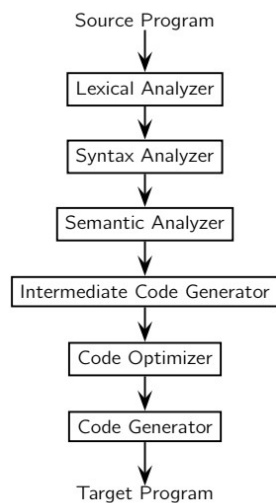 Source Program
Lexical Analyzer
Syntax Analyzer
Semantic Analyzer
Intermediate Code Generator
Code Optimizer
Code Generator
Target Program